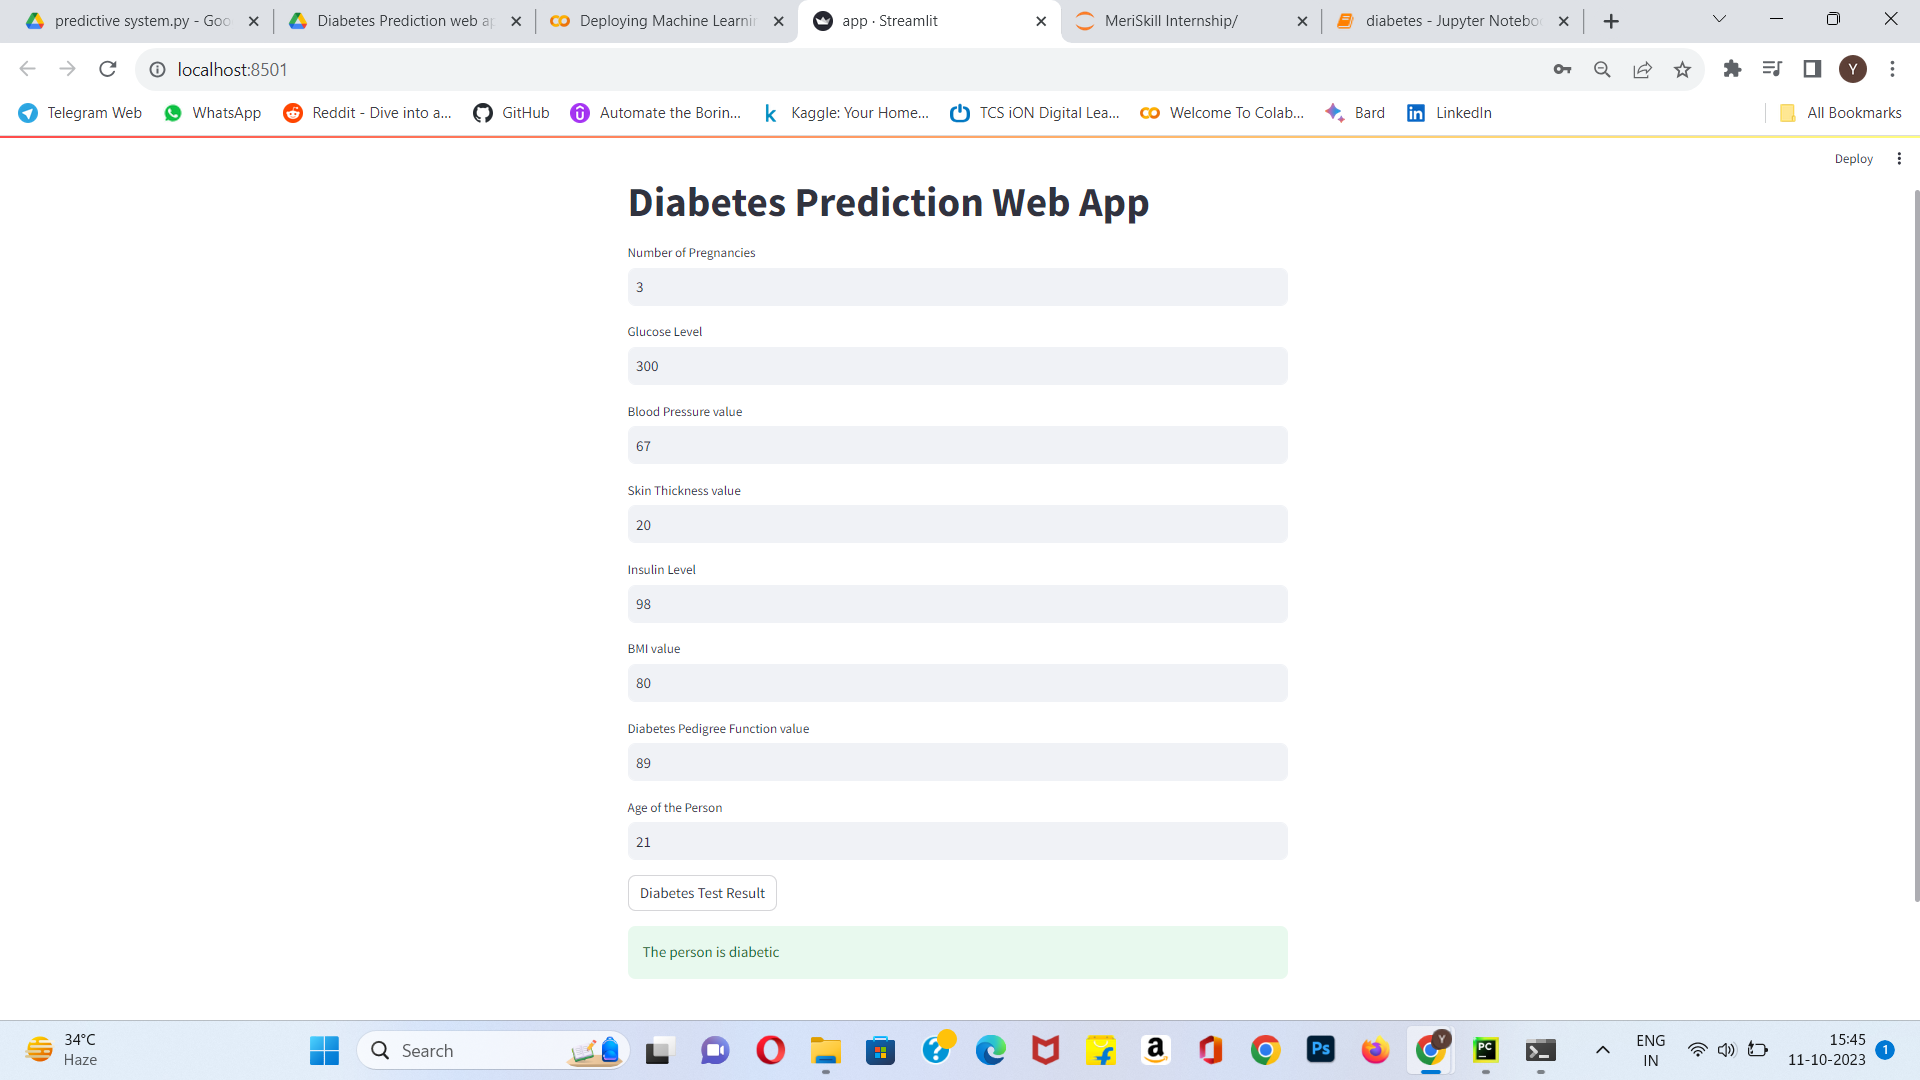 predictive system.py - Goo
Diabetes Prediction web ap
Deploying Machine Learnin
app · Streamlit
MeriSkill Internship/
diabetes - Jupyter Notebo
localhost:8501
Y
Telegram Web
WhatsApp
Reddit - Dive into a...
GitHub
Automate the Borin...
k
Kaggle: Your Home...
TCS iON Digital Lea...
Welcome To Colab...
Bard
in
LinkedIn
All Bookmarks
Deploy
Diabetes Prediction Web App
Number of Pregnancies
3
Glucose Level
300
Blood Pressure value
67
Skin Thickness value
20
Insulin Level
98
BMI value
80
Diabetes Pedigree Function value
89
Age of the Person
21
Diabetes Test Result
The person is diabetic
34°C
Haze
Search
a
Ps
Y
PC
ENG
IN
15:45
11-10-2023
1